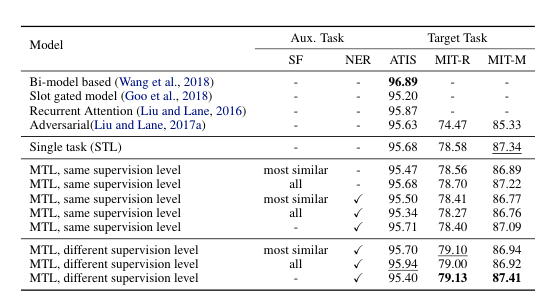 Model Aux. Task Target Task
SF NER ATIS MIT-R MIT-M
Bi-model based (Wang et al., 2018) - - 96.89 - -
Slot gated model (Goo et al., 2018) - - 95.20 - -
Recurrent Attention (Liu and Lane, 2016) - - 95.87 - -
Adversarial(Liu and Lane, 2017a) - - 95.63 74.47 85.33
Single task (STL) - - 95.68 78.58 87.34
MTL, same supervision level most similar - 95.47 78.56 86.89
MTL, same supervision level all - 95.68 78.70 87.22
MTL, same supervision level most similar ✓ 95.50 78.41 86.77
MTL, same supervision level all ✓ 95.34 78.27 86.76
MTL, same supervision level - ✓ 95.71 78.40 87.09
MTL, different supervision level most similar ✓ 95.70 79.10 86.94
MTL, different supervision level all ✓ 95.94 79.00 86.92
MTL, different supervision level - ✓ 95.40 79.13 87.41